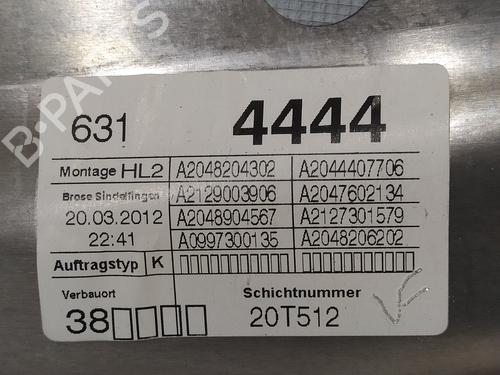 631 4444
Montage HL2 A2048204302 A2044407706
Brose Sindelfingen A2129003906 A2047602134
20.03.2012 A2048904567 A2127301579
22:41 A0997300135 A2048206202
Auftragstyp K
Verbauort Schichtnummer
38 20T512
B-PARTS